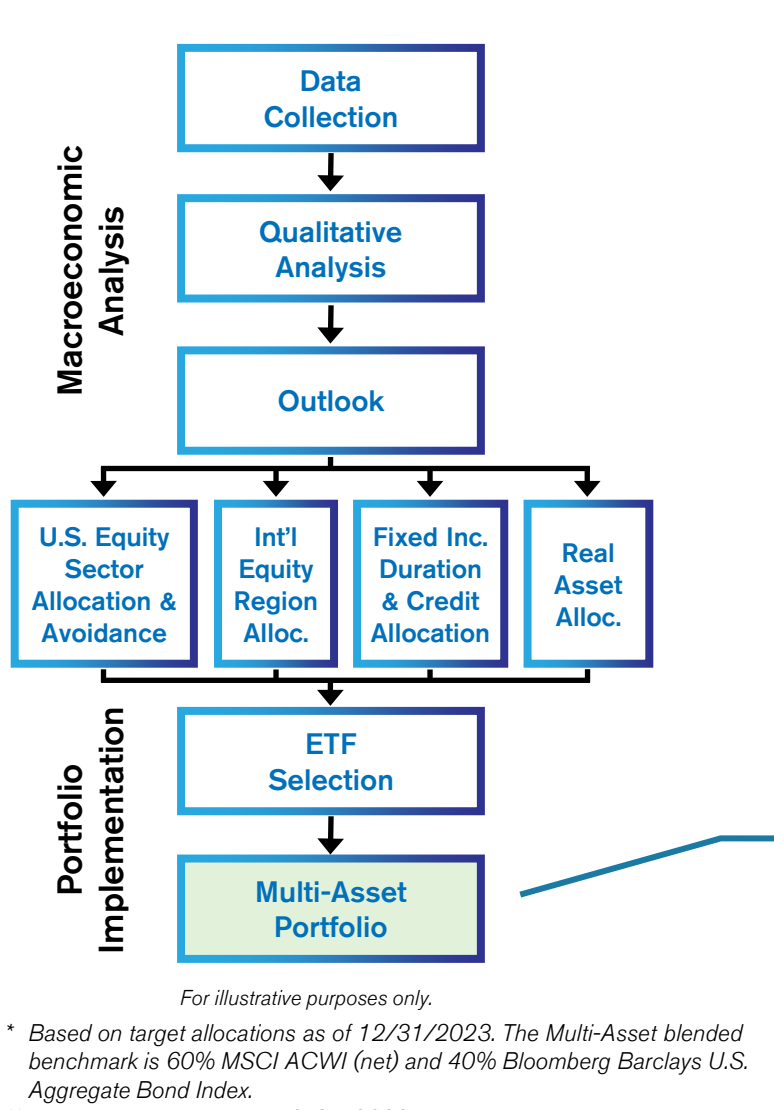 Data
Collection
Macroeconomic
Analysis
Qualitative
Analysis
Outlook
U.S. Equity
Sector
Allocation &
Avoidance
Int'l
Equity
Region
Alloc.
Fixed Inc.
Duration
& Credit
Allocation
Real
Asset
Alloc.
Portfolio
Implementation
ETF
Selection
Multi-Asset
Portfolio
For illustrative purposes only.
* Based on target allocations as of 12/31/2023. The Multi-Asset blended
benchmark is 60% MSCI ACWI (net) and 40% Bloomberg Barclays U.S.
Aggregate Bond Index.